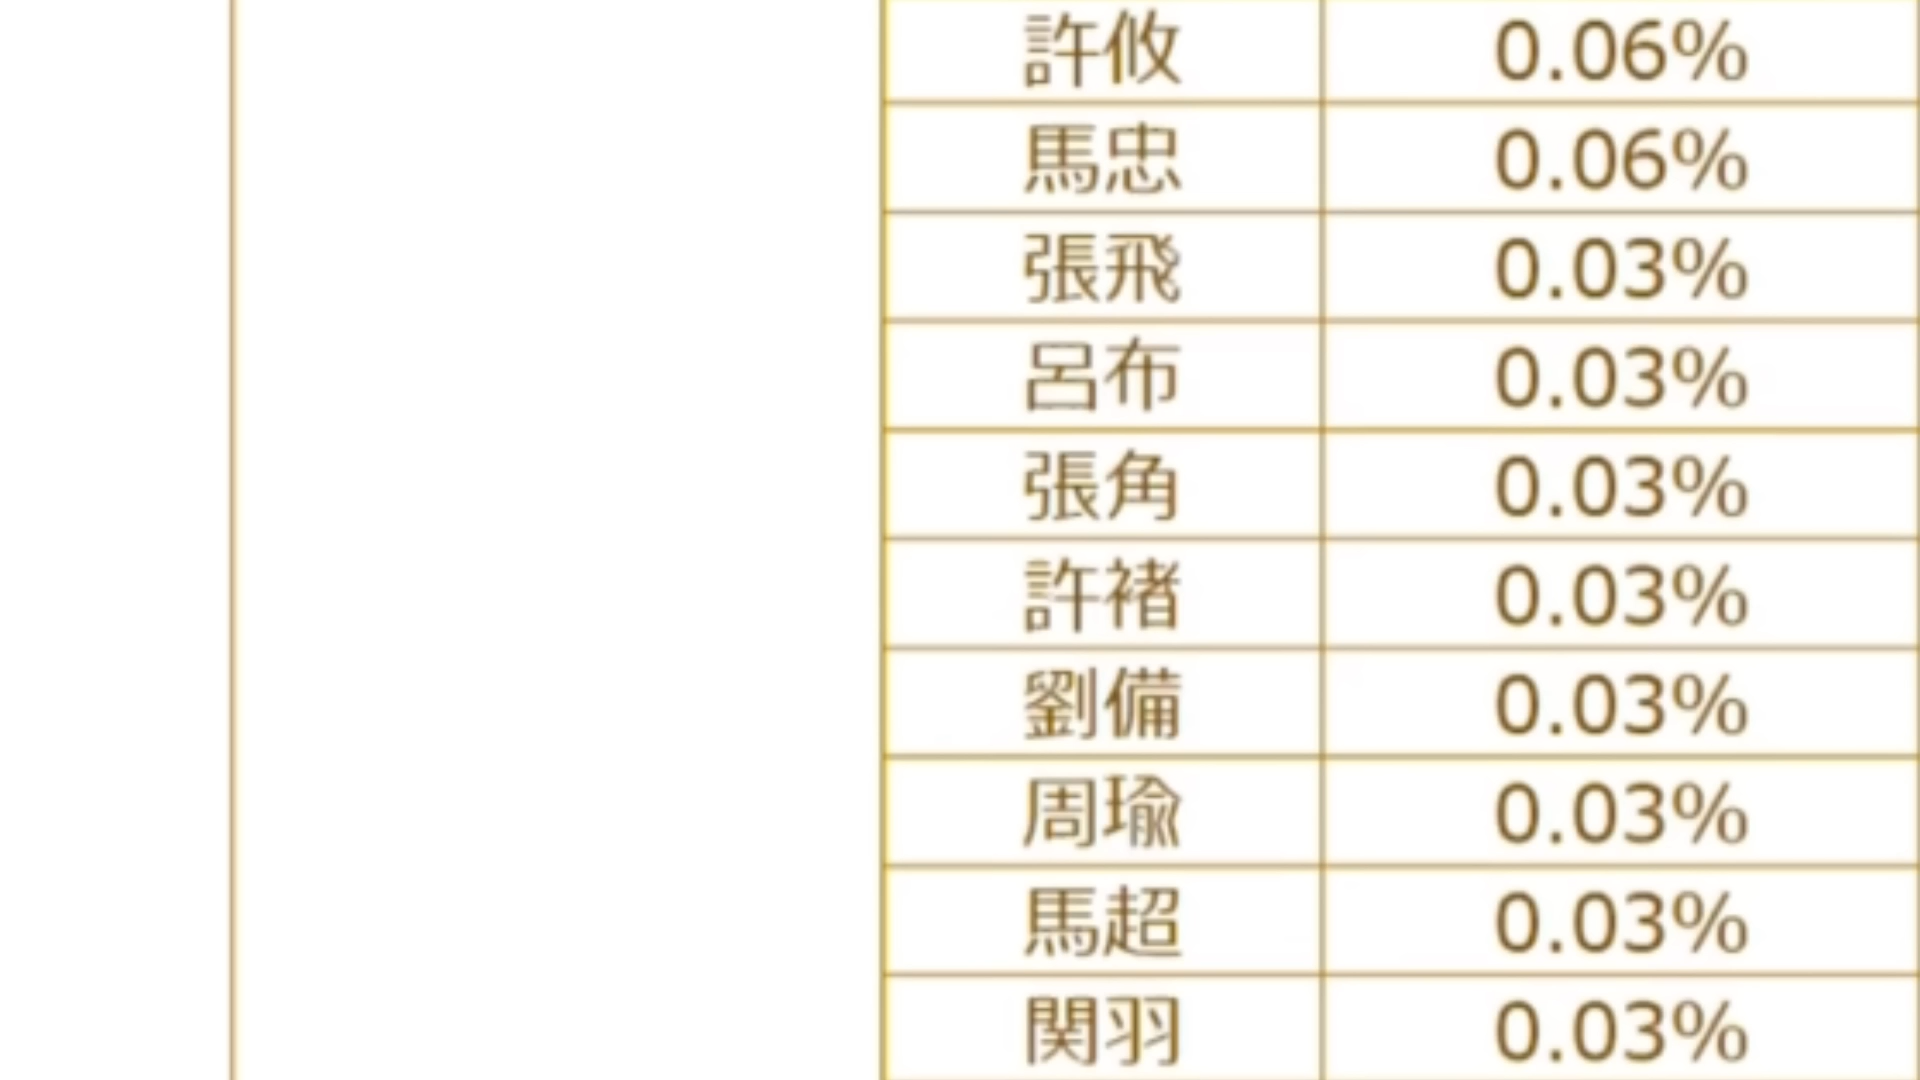 許攸 0.06%
馬忠 0.06%
張飛 0.03%
呂布 0.03%
張角 0.03%
許褚 0.03%
劉備 0.03%
周瑜 0.03%
馬超 0.03%
関羽 0.03%